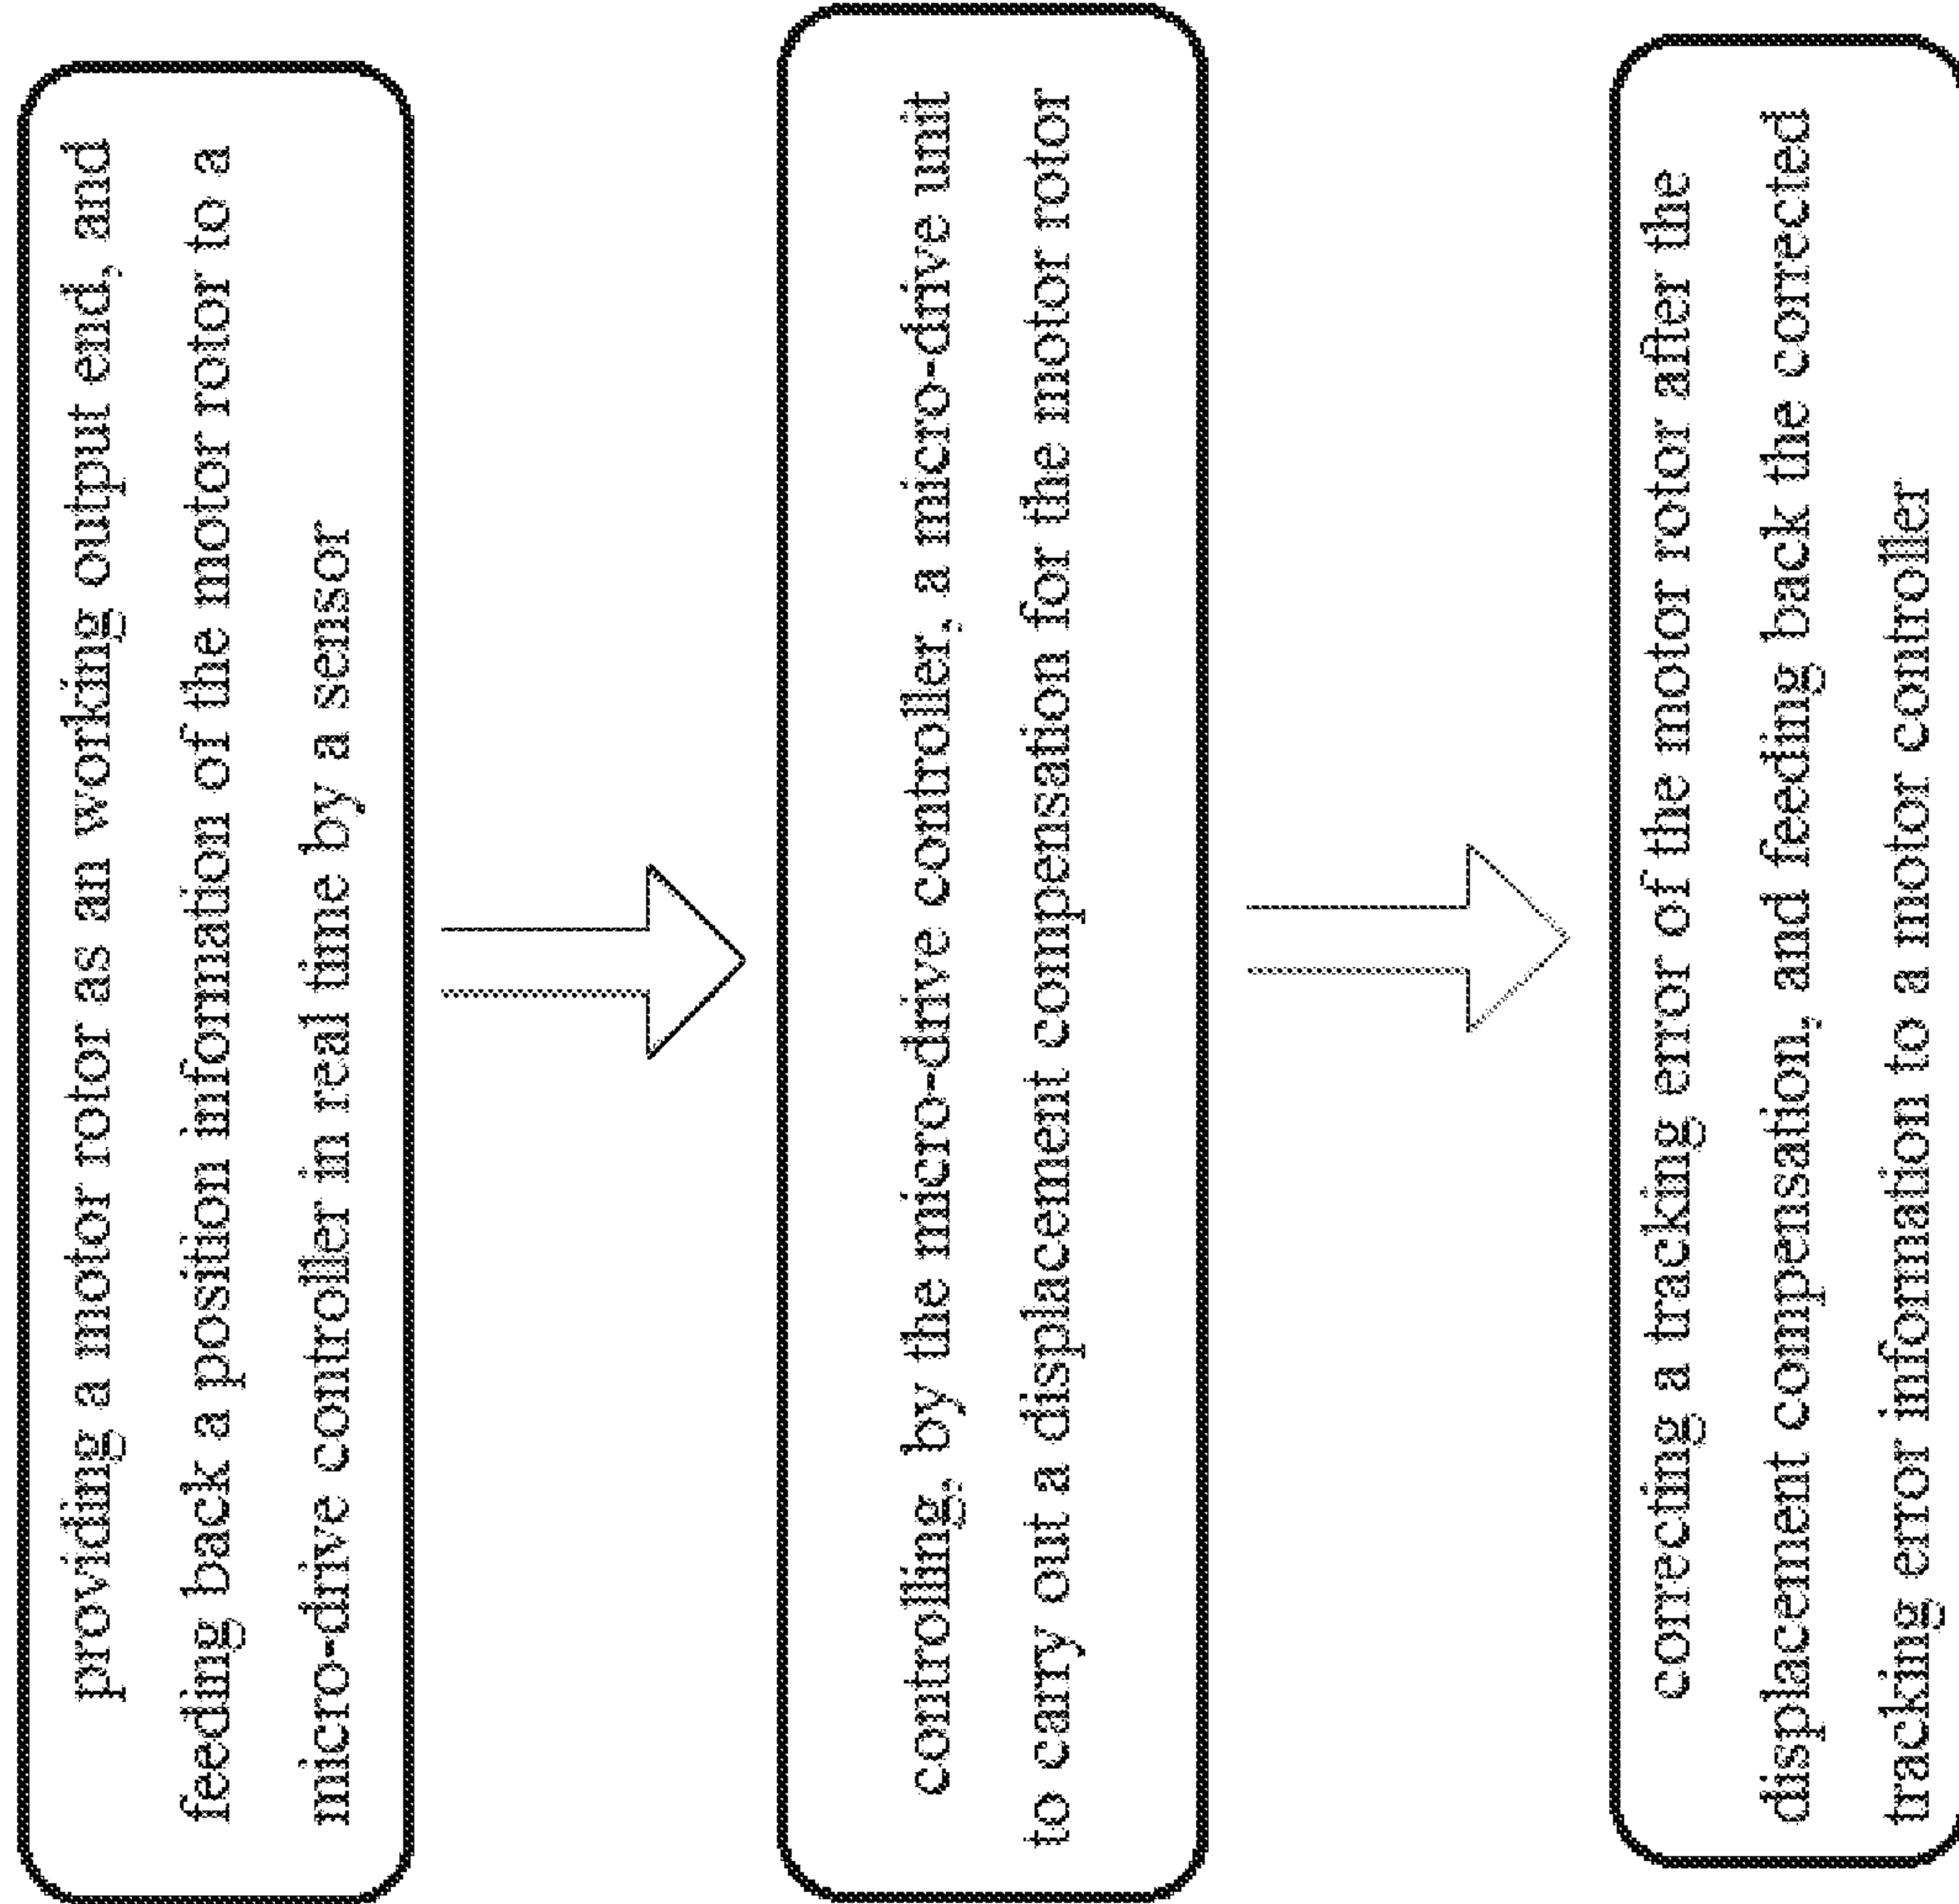 providing a motor rotor as an working output end, and
feeding back a position information of the motor rotor to a
micro-drive controller in real time by a sensor
controlling, by the micro-drive controller, a micro-drive unit
to carry out a displacement compensation for the motor rotor
correcting a tracking error of the motor rotor after the
displacement compensation, and feeding back the corrected
tracking error information to a motor controller